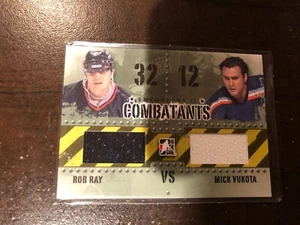 32 12
COMBATANTS
ROB RAY VS MICK VUKOTA